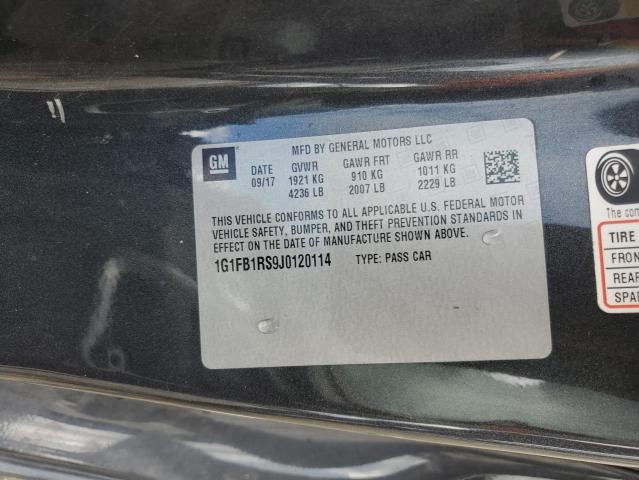 GM
MFD BY GENERAL MOTORS LLC
DATE GVWR GAWR FRT GAWR RR
09/17 1921 KG 910 KG 1011 KG
4236 LB 2007 LB 2229 LB
THIS VEHICLE CONFORMS TO ALL APPLICABLE U.S. FEDERAL MOTOR
VEHICLE SAFETY, BUMPER, AND THEFT PREVENTION STANDARDS IN
EFFECT ON THE DATE OF MANUFACTURE SHOWN ABOVE.
1G1FB1RS9J0120114 TYPE: PASS CAR
The com
TIRE
FRON
REAR
SPA